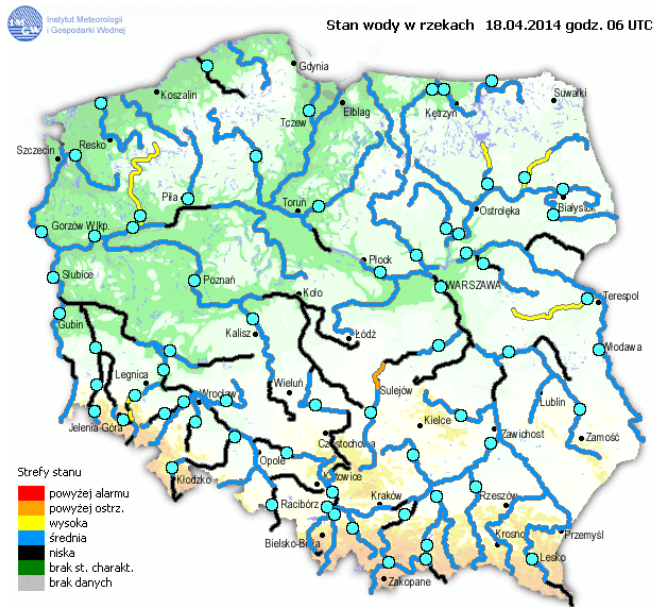 IMGW
Instytut Meteorologii
i Gospodarki Wodnej
Stan wody w rzekach 18.04.2014 godz. 06 UTC
Gdynia
Koszalin
Suwałki
Elbląg
Kętrzyn
Tczew
Resko
Szczecin
Piła
Toruń
Ostrołęka
Białystok
Gorzów Wlkp.
Płock
Słubice
Poznań
WARSZAWA
Koło
Terespol
Gubin
Kalisz
Łódź
Włodawa
Legnica
Wieluń
Sulejów
Wrocław
Lublin
Jelenia Góra
Kielce
Zawichost
Zamość
Częstochowa
Opole
Kłodzko
Katowice
Kraków
Rzeszów
Racibórz
Bielsko-Biała
Krosno
Przemyśl
Lesko
Zakopane
Strefy stanu
powyżej alarmu
powyżej ostrz.
wysoka
średnia
niska
brak st. charakt.
brak danych